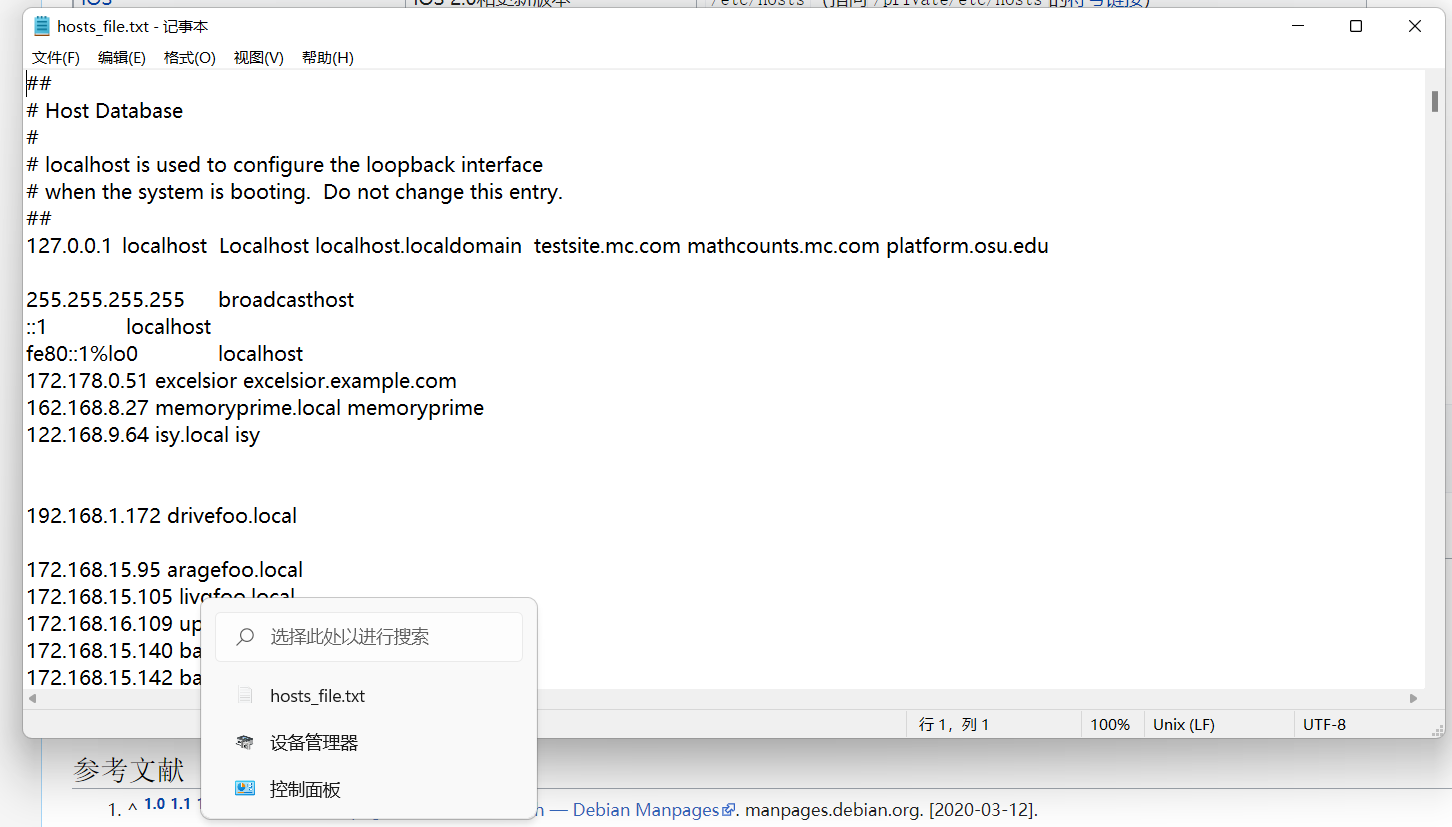 iOS
iOS 2.0和更新版本
/etc/hosts （指向 /private/etc/hosts 的符号链接）
hosts_file.txt - 记事本
文件(F) 编辑(E) 格式(O) 视图(V) 帮助(H)
##
# Host Database
#
# localhost is used to configure the loopback interface
# when the system is booting.  Do not change this entry.
##
127.0.0.1  localhost  Localhost localhost.localdomain  testsite.mc.com mathcounts.mc.com platform.osu.edu
255.255.255.255 broadcasthost
::1 localhost
fe80::1%lo0 localhost
172.178.0.51 excelsior excelsior.example.com
162.168.8.27 memoryprime.local memoryprime
122.168.9.64 isy.local isy
192.168.1.172 drivefoo.local
172.168.15.95 aragefoo.local
172.168.15.105 livgfoo.local
172.168.16.109 up
172.168.15.140 ba
172.168.15.142 ba
选择此处以进行搜索
hosts_file.txt
设备管理器
控制面板
行 1，列 1
100%
Unix (LF)
UTF-8
参考文献
1. ^ 1.0 1.1 — Debian Manpages. manpages.debian.org. [2020-03-12].